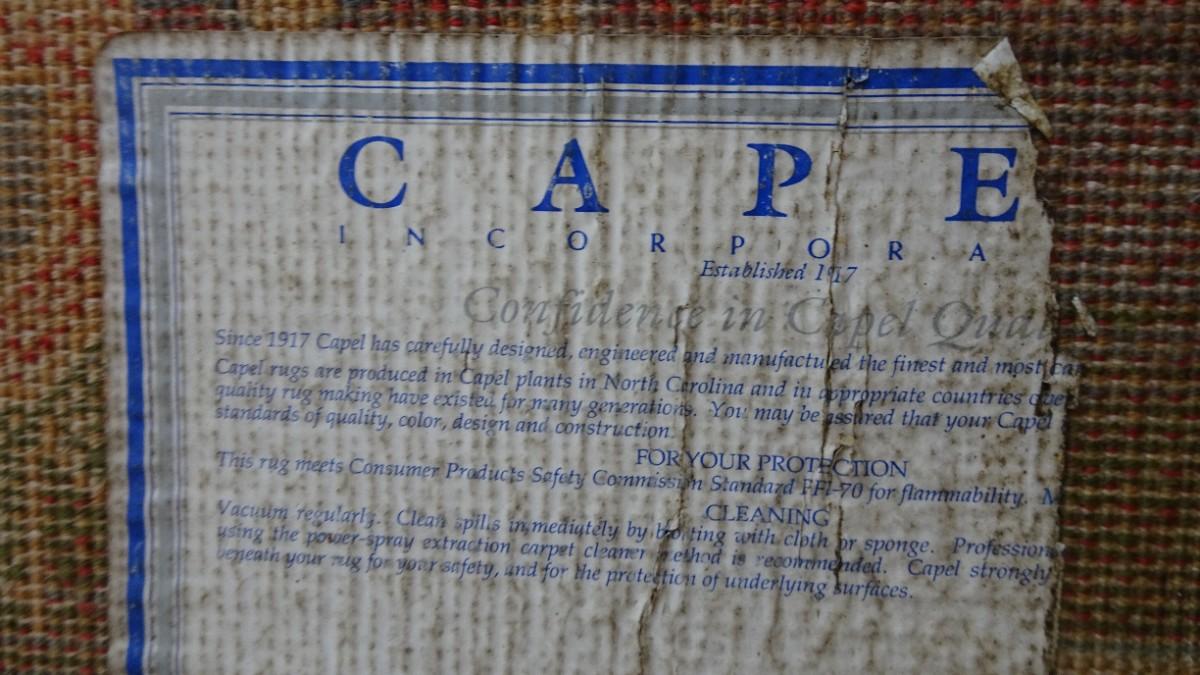 C A P E
I N C O R P O R A
Established 1917
Confidence in Capel Qual
Since 1917 Capel has carefully designed, engineered and manufactured the finest and most
Capel rugs are produced in Capel plants in North Carolina and in appropriate countries
quality rug making have existed for many generations. You may be assured that your Capel
standards of quality, color, design and construction.
FOR YOUR PROTECTION
This rug meets Consumer Products Safety Commission Standard FF1-70 for flammability. M
CLEANING
Vacuum regularly. Clean spills immediately by blotting with cloth or sponge. Profession
using the power-spray extraction carpet cleaner method is recommended. Capel strongly
beneath your rug for your safety, and for the protection of underlying surfaces.